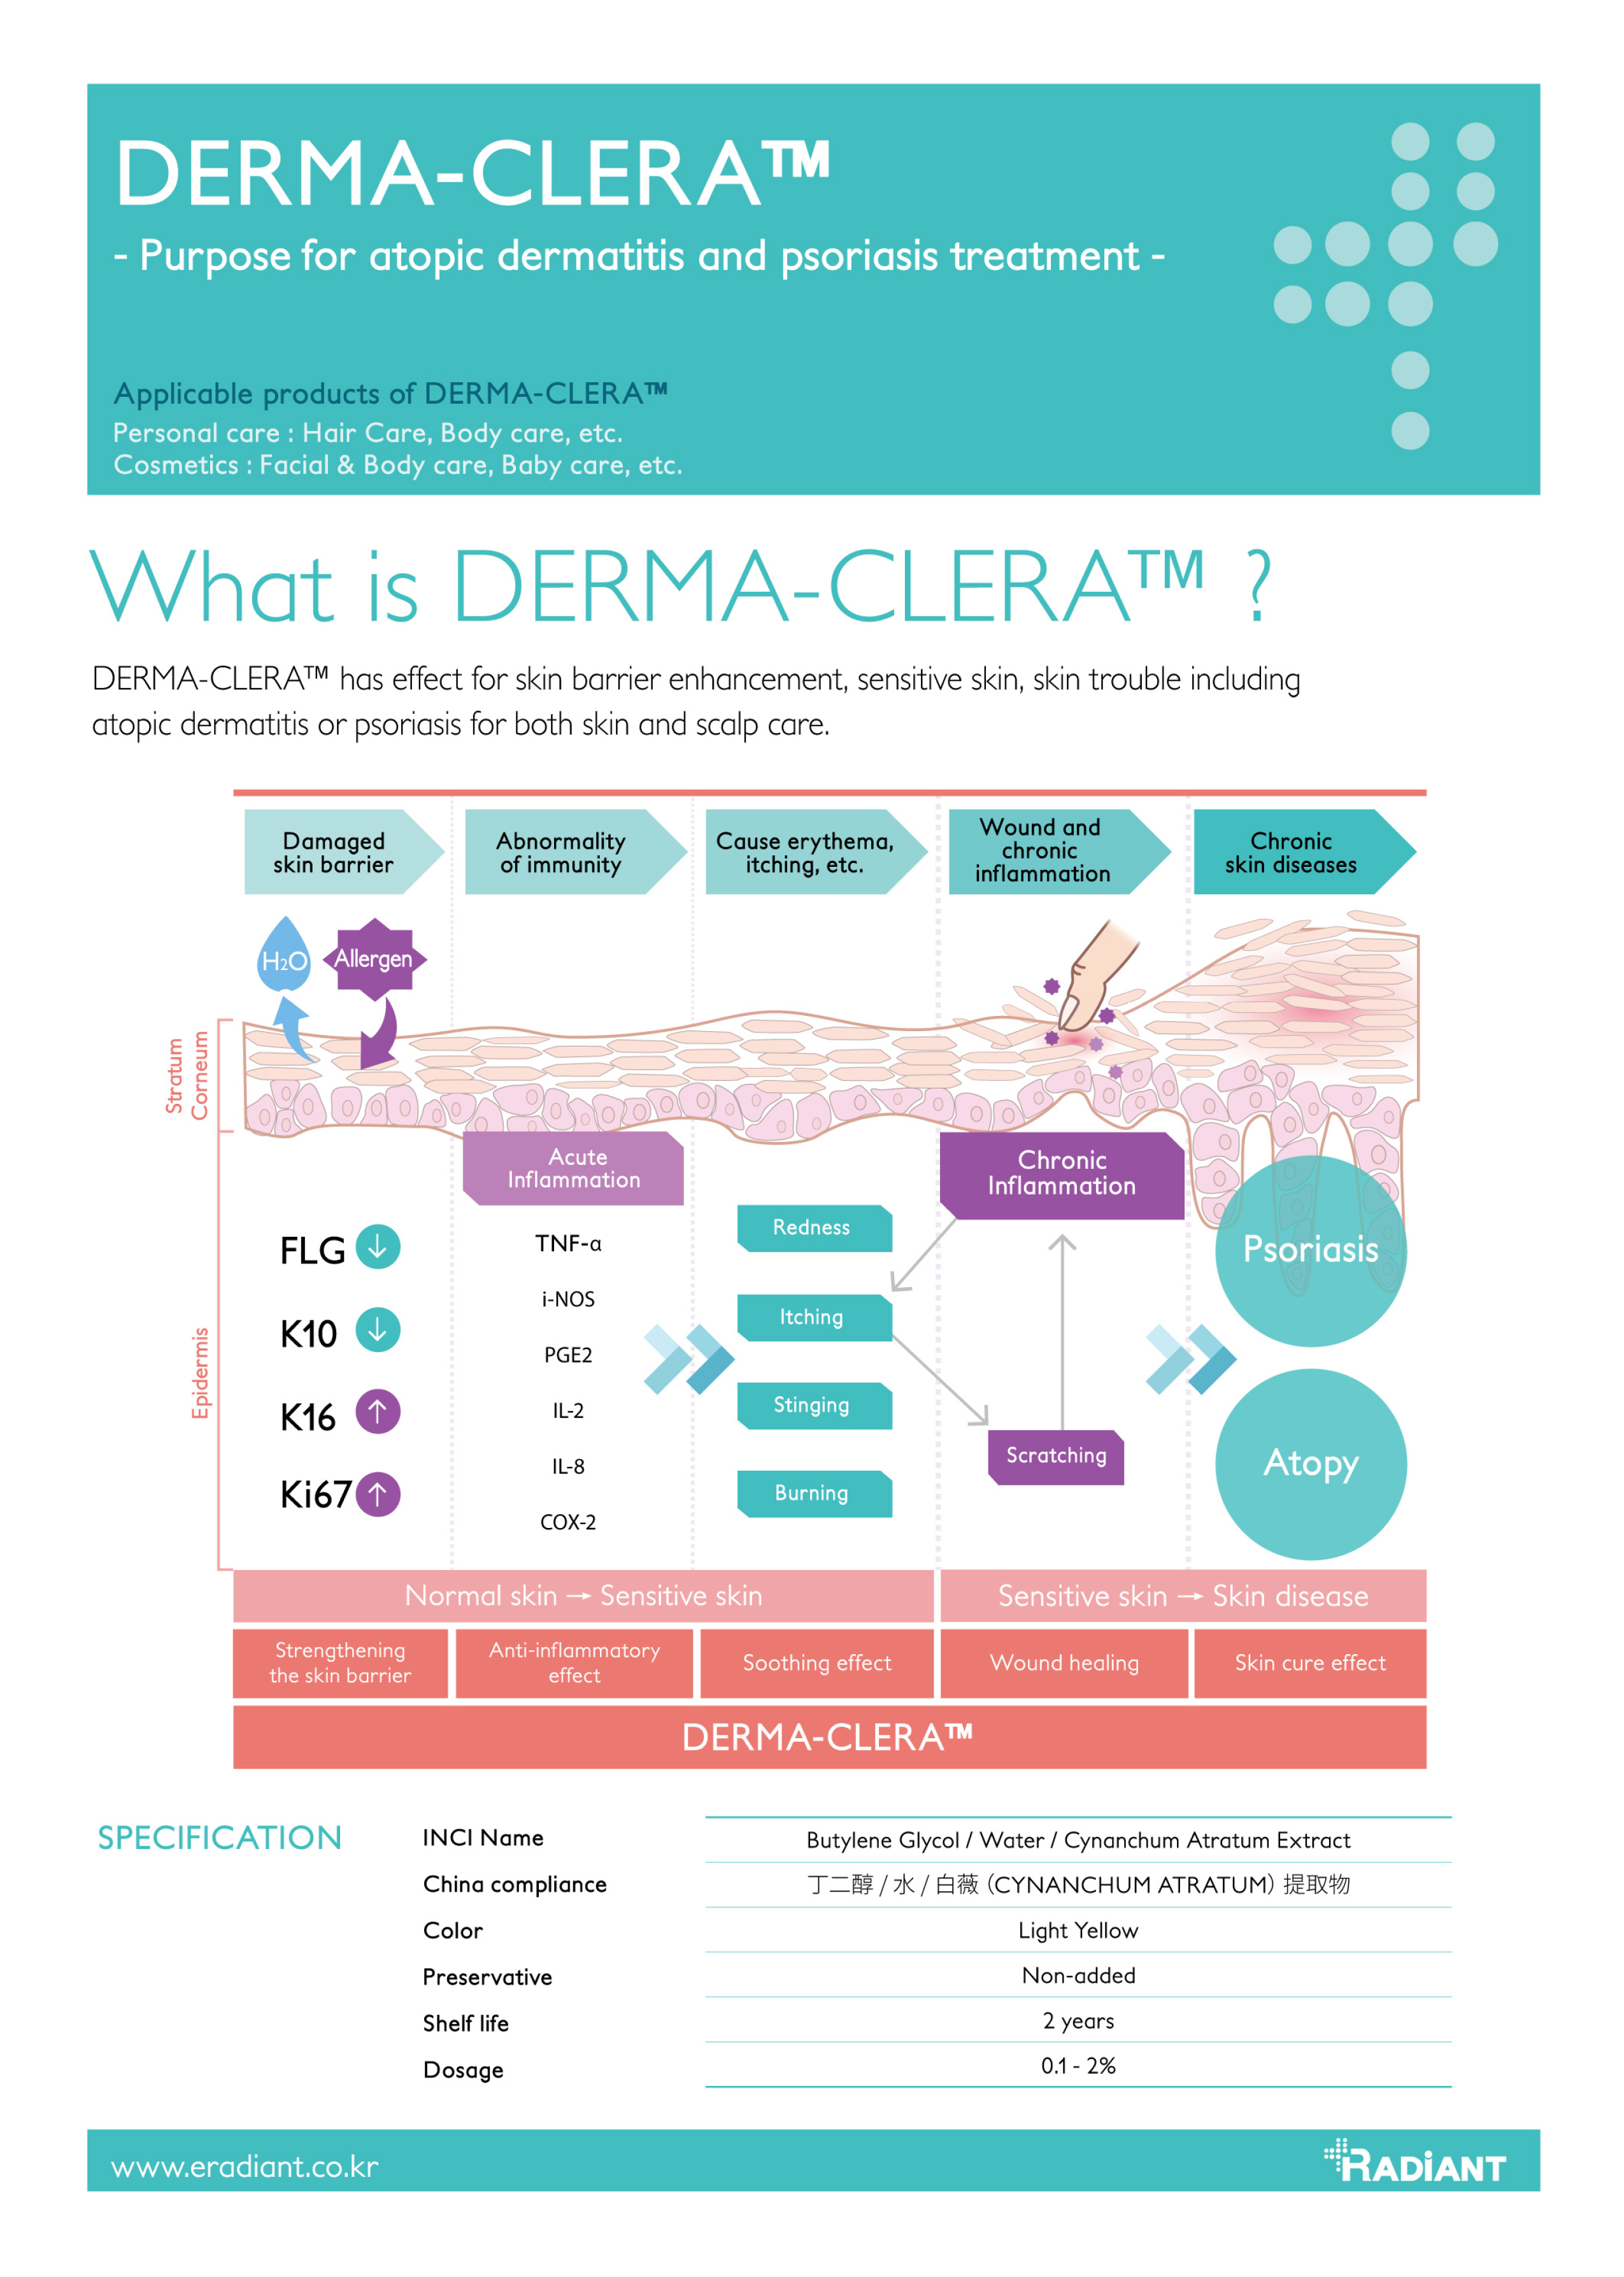 DERMA-CLERA™
- Purpose for atopic dermatitis and psoriasis treatment -
Applicable products of DERMA-CLERA™
Personal care : Hair Care, Body care, etc.
Cosmetics : Facial & Body care, Baby care, etc.
What is DERMA-CLERA™ ?
DERMA-CLERA™ has effect for skin barrier enhancement, sensitive skin, skin trouble including
atopic dermatitis or psoriasis for both skin and scalp care.
Damaged
skin barrier
Abnormality
of immunity
Cause erythema,
itching, etc.
Wound and
chronic
inflammation
Chronic
skin diseases
H₂O
Allergen
Stratum
Corneum
Epidermis
FLG ↓
K10 ↓
K16 ↑
Ki67 ↑
Acute
Inflammation
TNF-α
i-NOS
PGE2
IL-2
IL-8
COX-2
Redness
Itching
Stinging
Burning
Chronic
Inflammation
Scratching
Psoriasis
Atopy
Normal skin → Sensitive skin
Sensitive skin → Skin disease
Strengthening
the skin barrier
Anti-inflammatory
effect
Soothing effect
Wound healing
Skin cure effect
DERMA-CLERA™
SPECIFICATION
INCI Name Butylene Glycol / Water / Cynanchum Atratum Extract
China compliance 丁二醇 / 水 / 白薇 (CYNANCHUM ATRATUM) 提取物
Color Light Yellow
Preservative Non-added
Shelf life 2 years
Dosage 0.1 - 2%
www.eradiant.co.kr
RADiANT